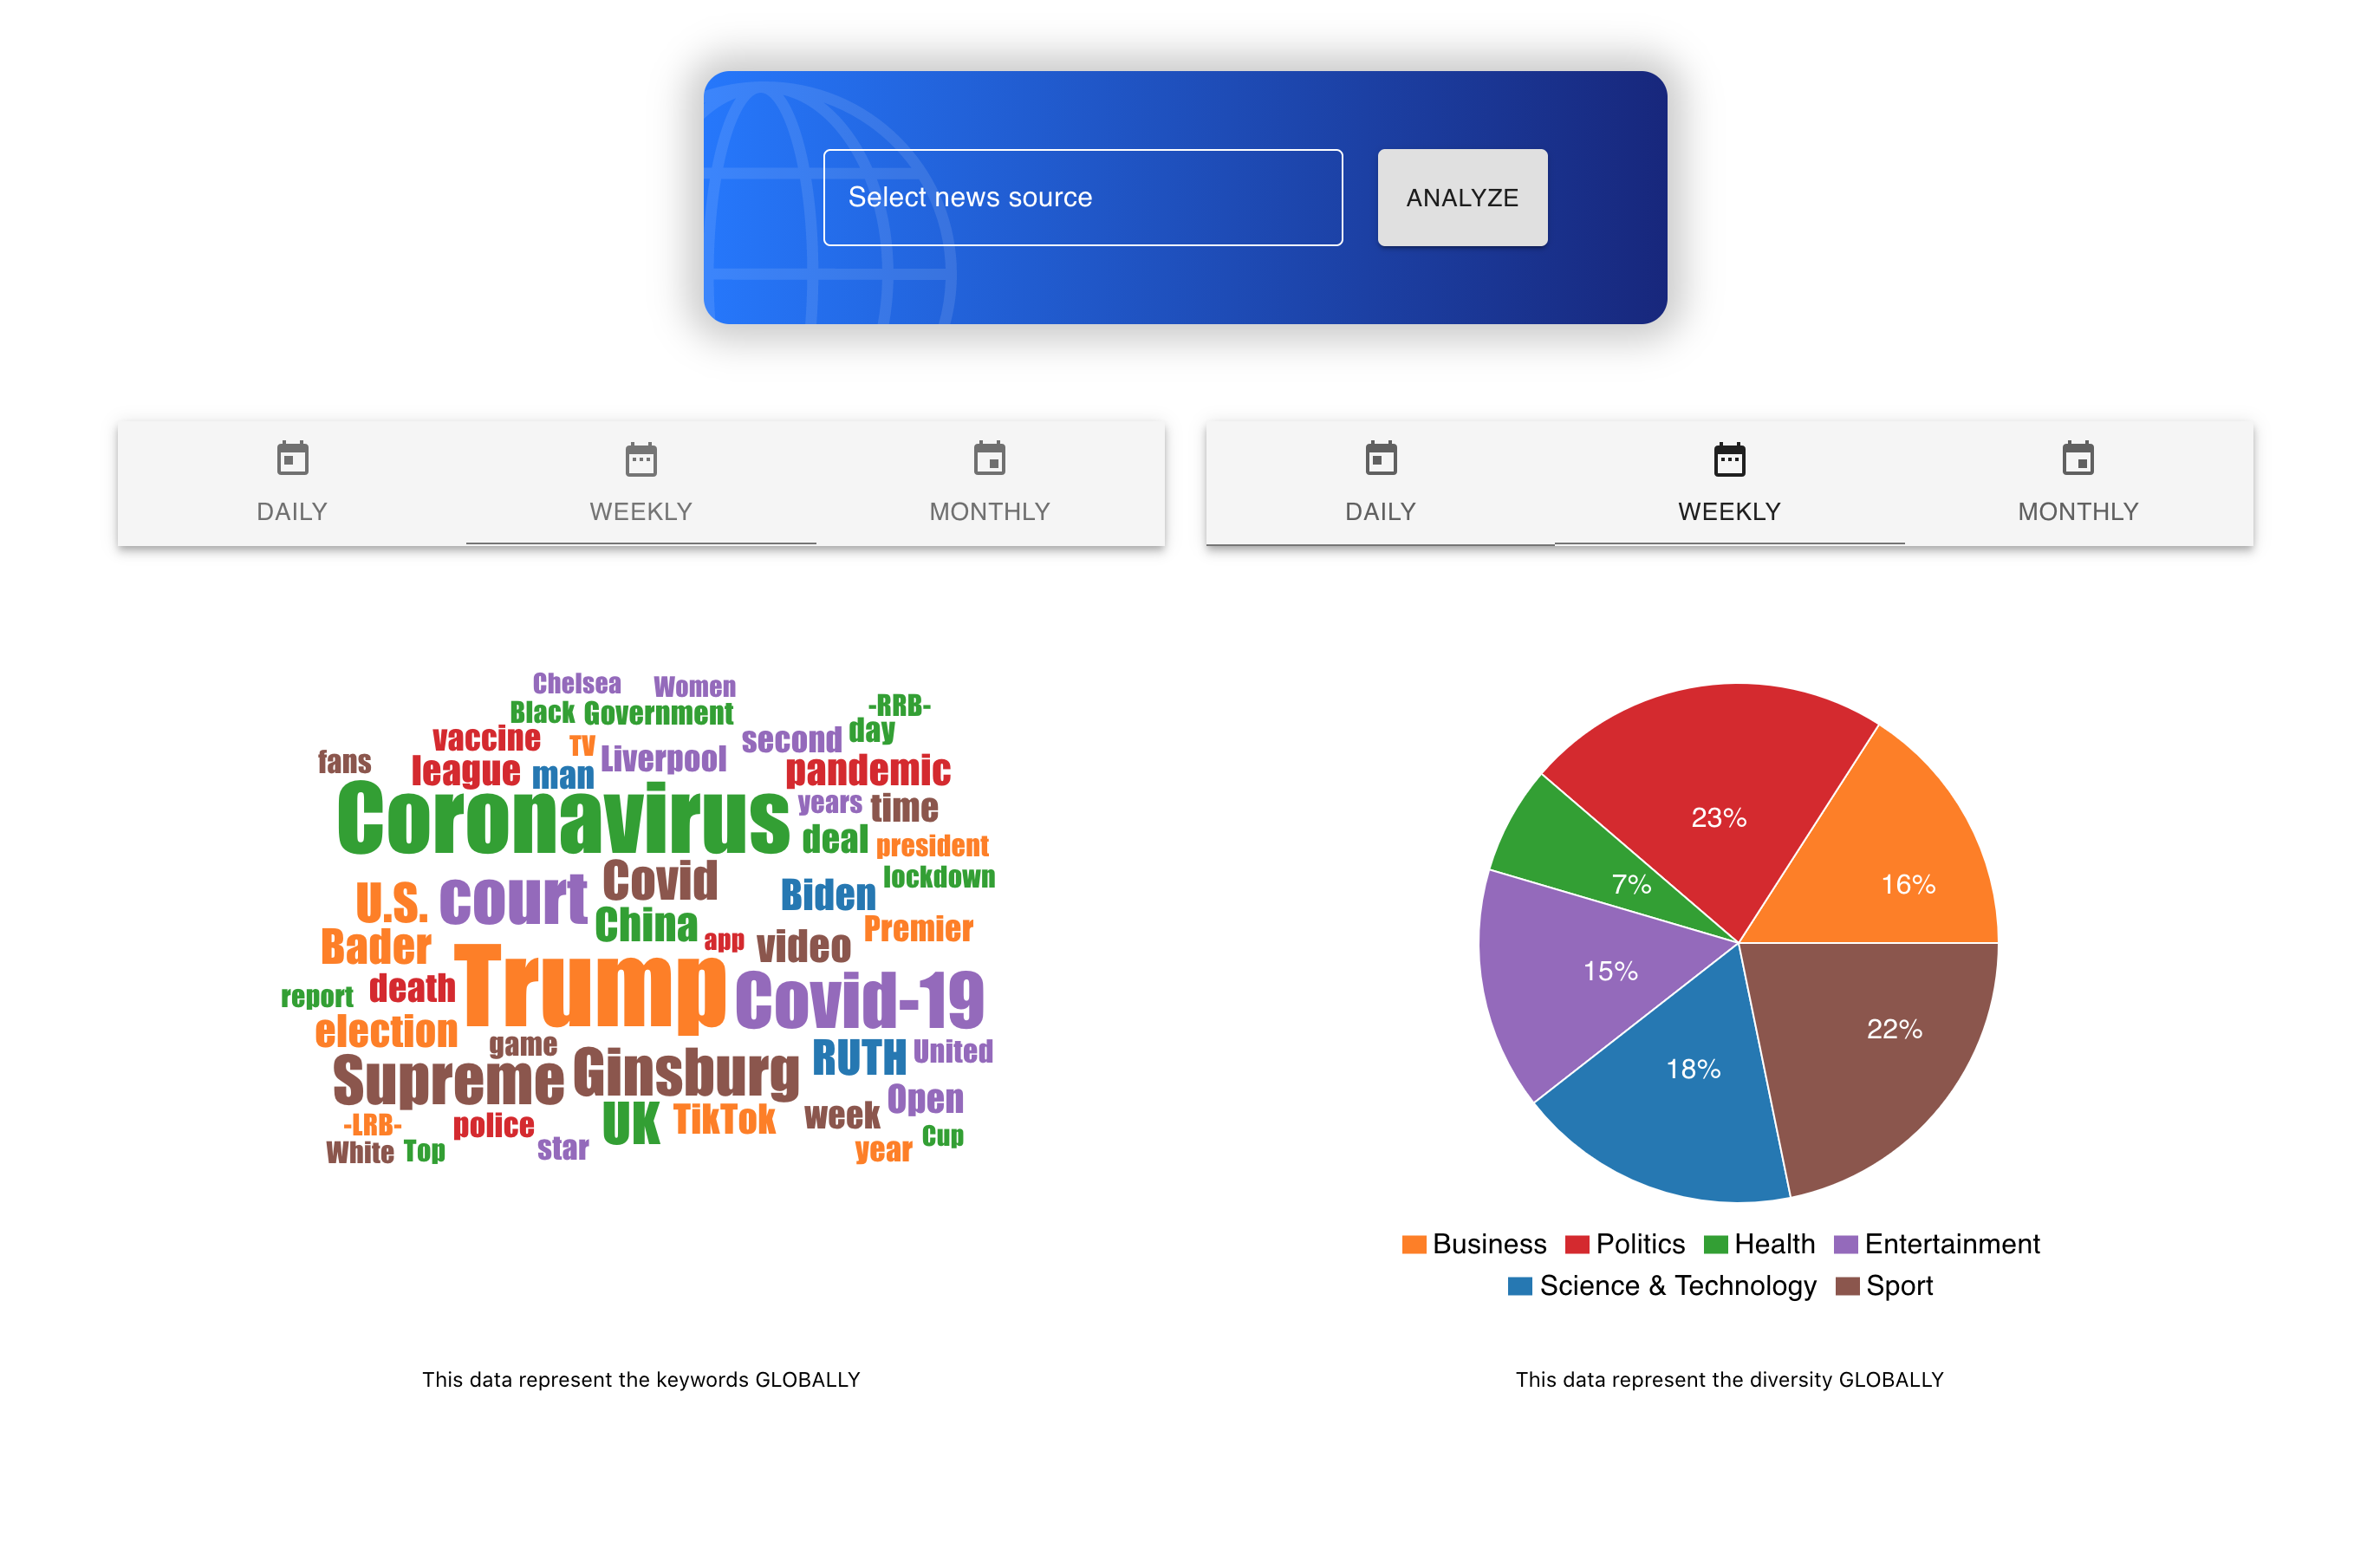 Select news source
ANALYZE
DAILY
WEEKLY
MONTHLY
DAILY
WEEKLY
MONTHLY
Chelsea Women
Black Government -RRB-
vaccine TV Liverpool second day
fans league man pandemic
Coronavirus years time
deal president
U.S. court Covid Biden lockdown
China Premier
Bader app video
report death Trump Covid-19
election
game RUTH United
Supreme Ginsburg
Open
-LRB- police UK TikTok week
White Top star year Cup
23%
16%
7%
15%
22%
18%
Business Politics Health Entertainment
Science & Technology Sport
This data represent the keywords GLOBALLY
This data represent the diversity GLOBALLY